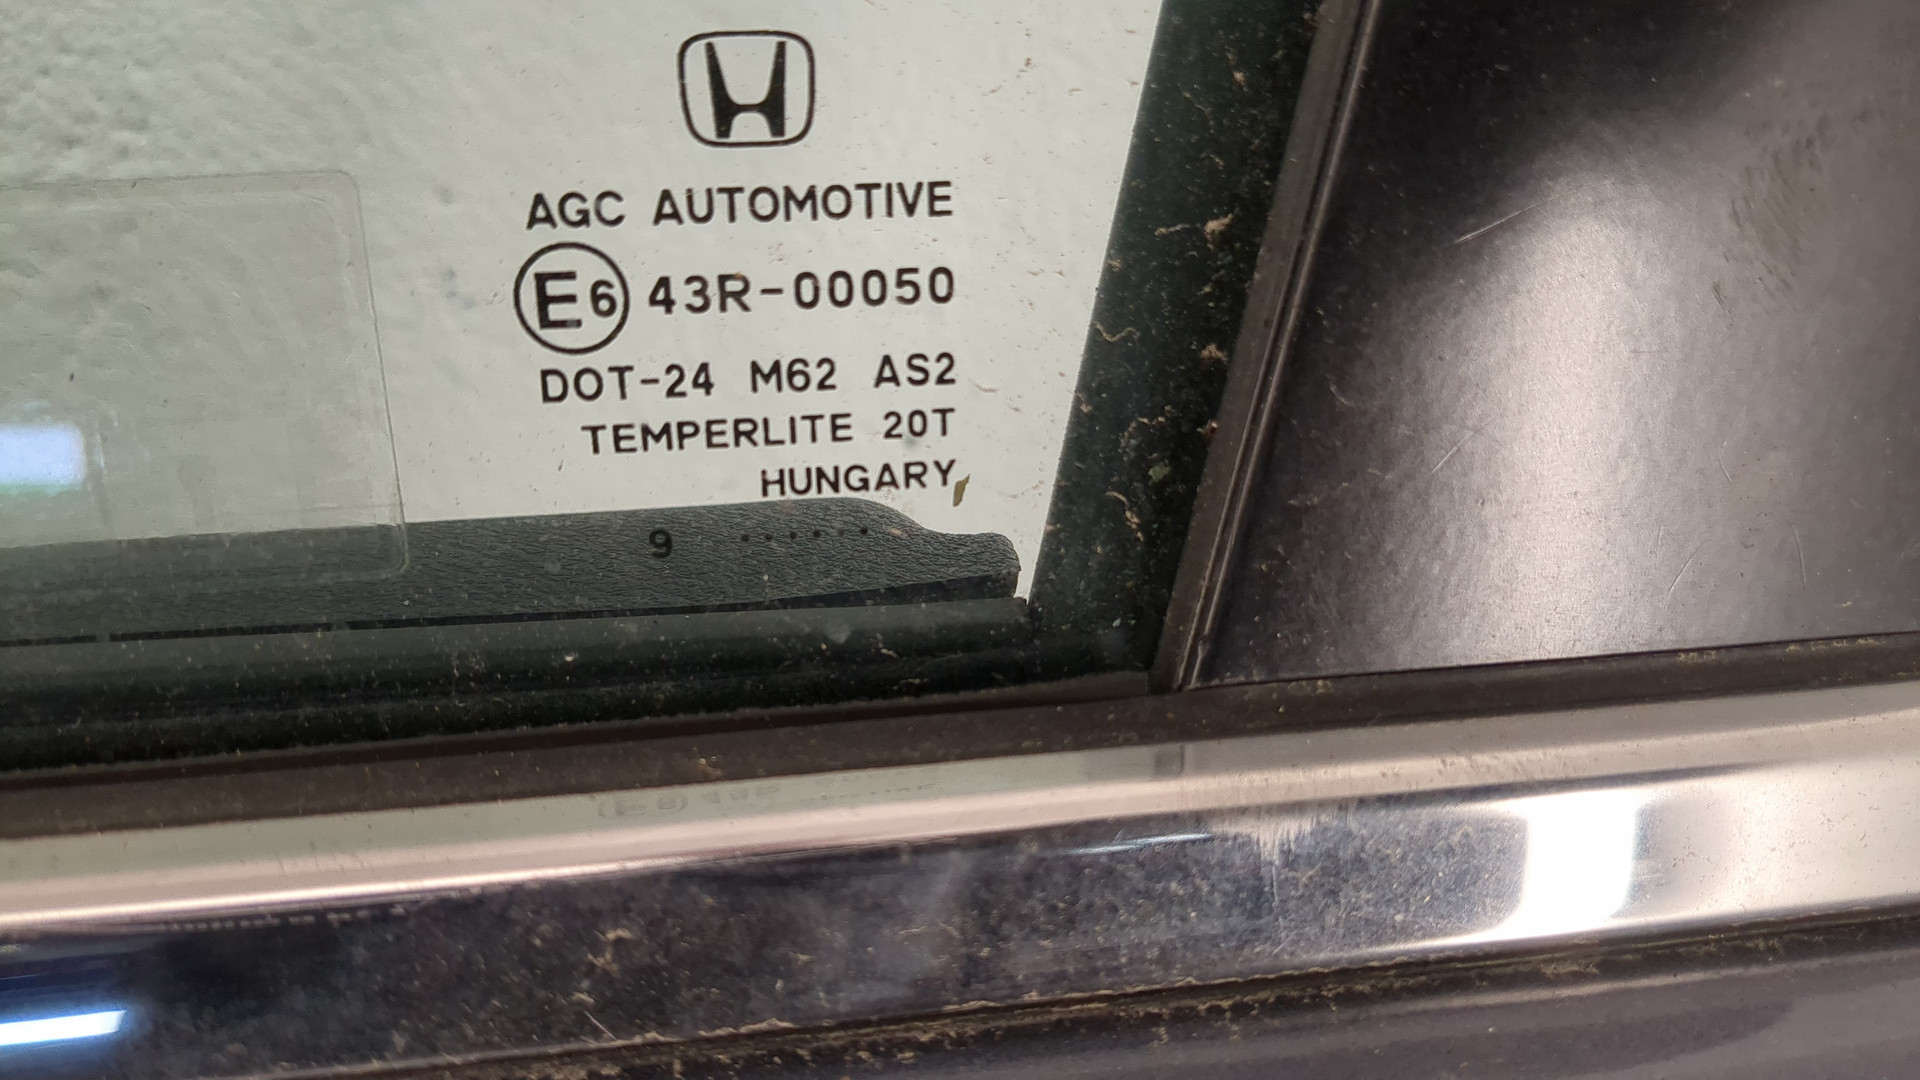 AGC AUTOMOTIVE
E6 43R-00050
DOT-24 M62 AS2
TEMPERLITE 20T
HUNGARY
9 ······